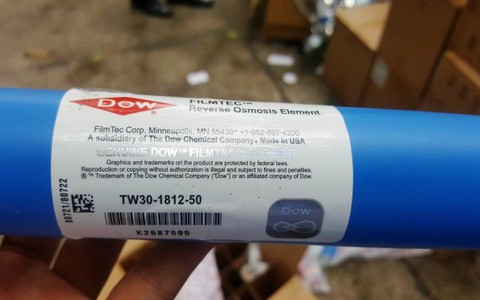 Dow
FILMTEC™
Reverse Osmosis Element
FilmTec Corp. Minneapolis, MN 55439* +1-952-897-4200
A subsidiary of The Dow Chemical Company• Made in USA
GENUINE DOW™ FILMTEC
Graphics and trademarks on the product are protected by federal laws.
Reproduction or copying without authorization is illegal and subject to fines and penalties.
®™ Trademark of The Dow Chemical Company ("Dow") or an affiliated company of Dow.
80721/80722
TW30-1812-50
K2687595
Dow